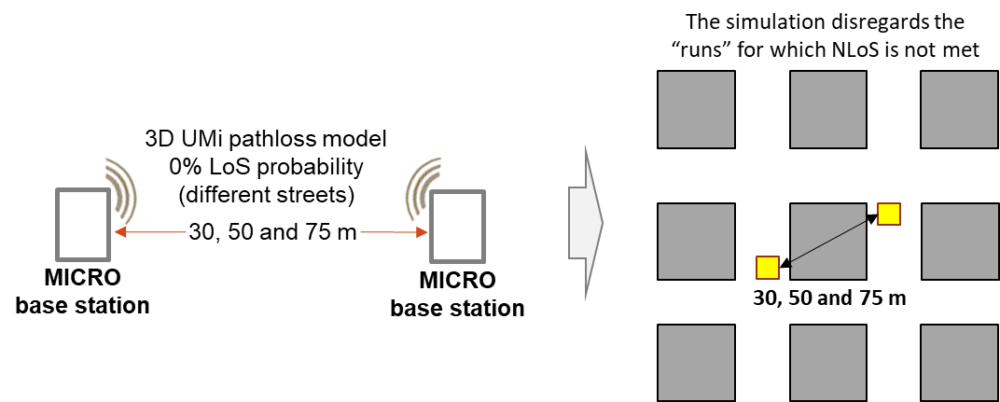 The simulation disregards the
“runs” for which NLoS is not met
3D UMi pathloss model
0% LoS probability
(different streets)
30, 50 and 75 m
MICRO
base station
MICRO
base station
30, 50 and 75 m